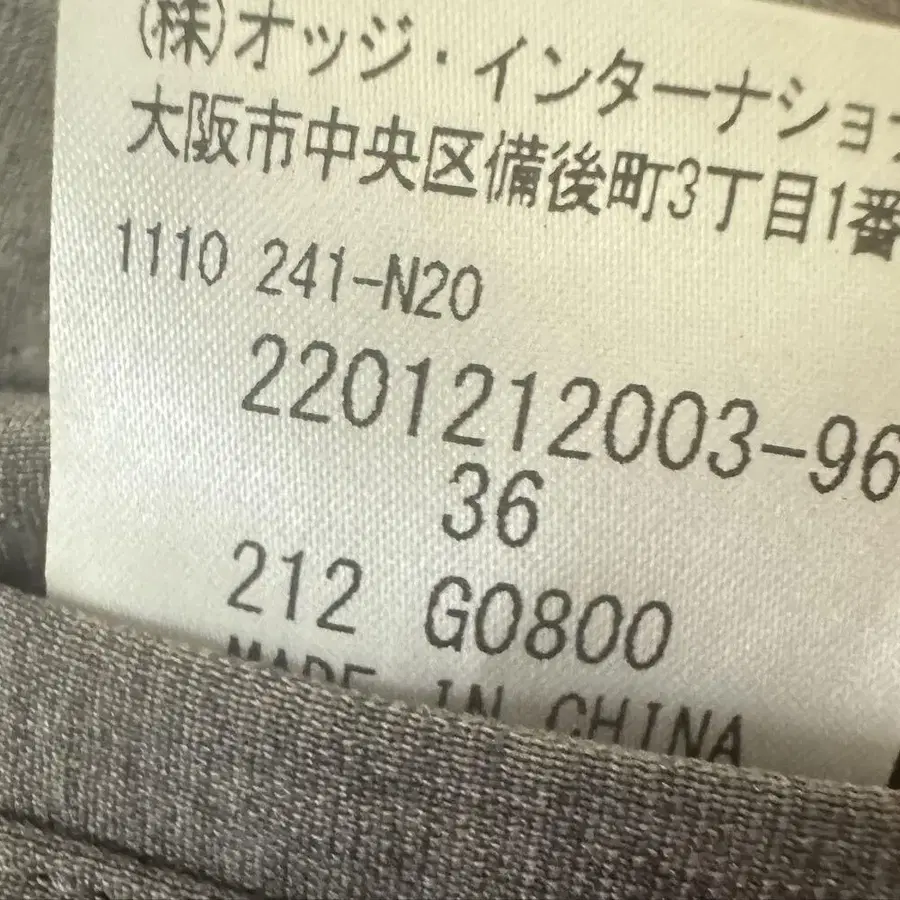 (株)オッジ・インターナショ
大阪市中央区備後町3丁目1番
1110 241-N20
2201212003-96
36
212 G0800
MADE IN CHINA